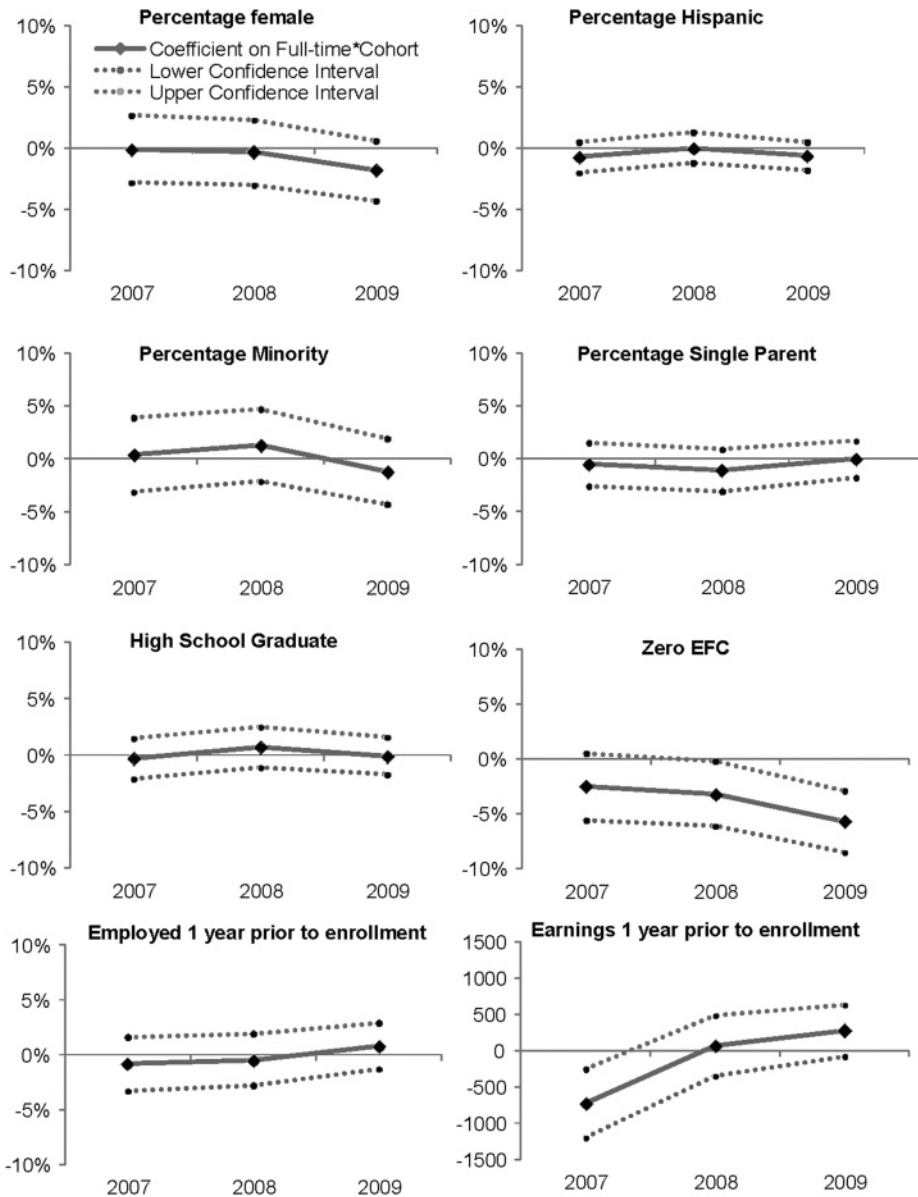 Percentage female
Coefficient on Full-time*Cohort
Lower Confidence Interval
Upper Confidence Interval
10%
5%
0%
-5%
-10%
2007 2008 2009
Percentage Hispanic
10%
5%
0%
-5%
-10%
2007 2008 2009
Percentage Minority
10%
5%
0%
-5%
-10%
2007 2008 2009
Percentage Single Parent
10%
5%
0%
-5%
-10%
2007 2008 2009
High School Graduate
10%
5%
0%
-5%
-10%
2007 2008 2009
Zero EFC
10%
5%
0%
-5%
-10%
2007 2008 2009
Employed 1 year prior to enrollment
10%
5%
0%
-5%
-10%
2007 2008 2009
Earnings 1 year prior to enrollment
1500
1000
500
0
-500
-1000
-1500
2007 2008 2009